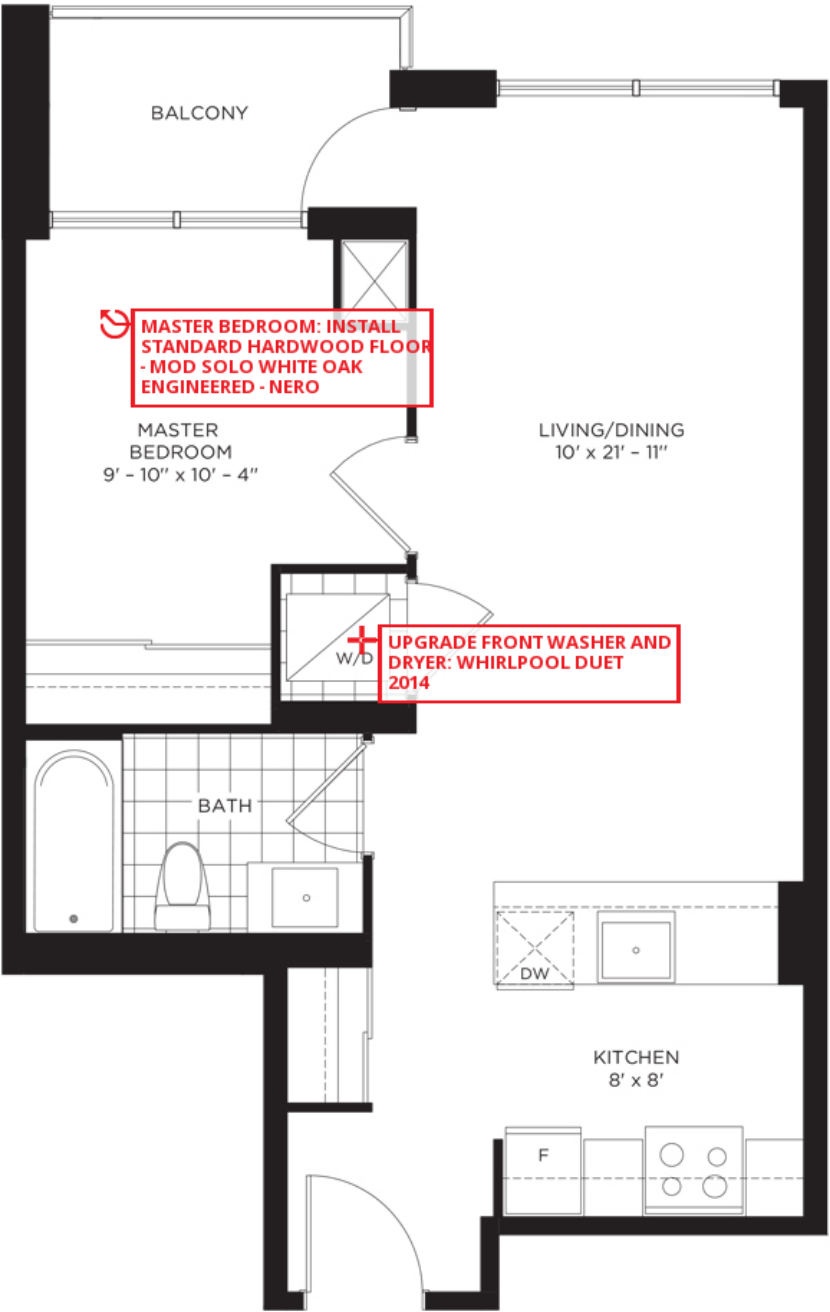 BALCONY
MASTER BEDROOM: INSTALL
STANDARD HARDWOOD FLOOR
- MOD SOLO WHITE OAK
ENGINEERED - NERO
MASTER
BEDROOM
9' – 10" x 10' – 4"
LIVING/DINING
10' x 21' – 11"
W/D
UPGRADE FRONT WASHER AND
DRYER: WHIRLPOOL DUET
2014
BATH
DW
KITCHEN
8' x 8'
F